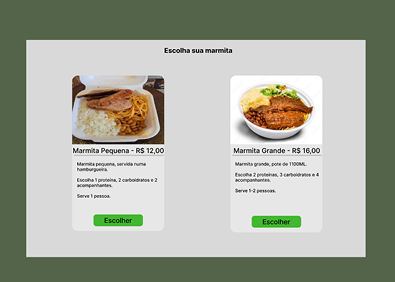 Escolha sua marmita
Marmita Pequena - R$ 12,00
Marmita pequena, servida numa
hamburgueira.
Escolha 1 proteína, 2 carboidratos e 2
acompanhantes.
Serve 1 pessoa.
Escolher
Marmita Grande - R$ 16,00
Marmita grande, pote de 1100ML.
Escolha 2 proteínas, 3 carboidratos e 4
acompanhantes.
Serve 1-2 pessoas.
Escolher